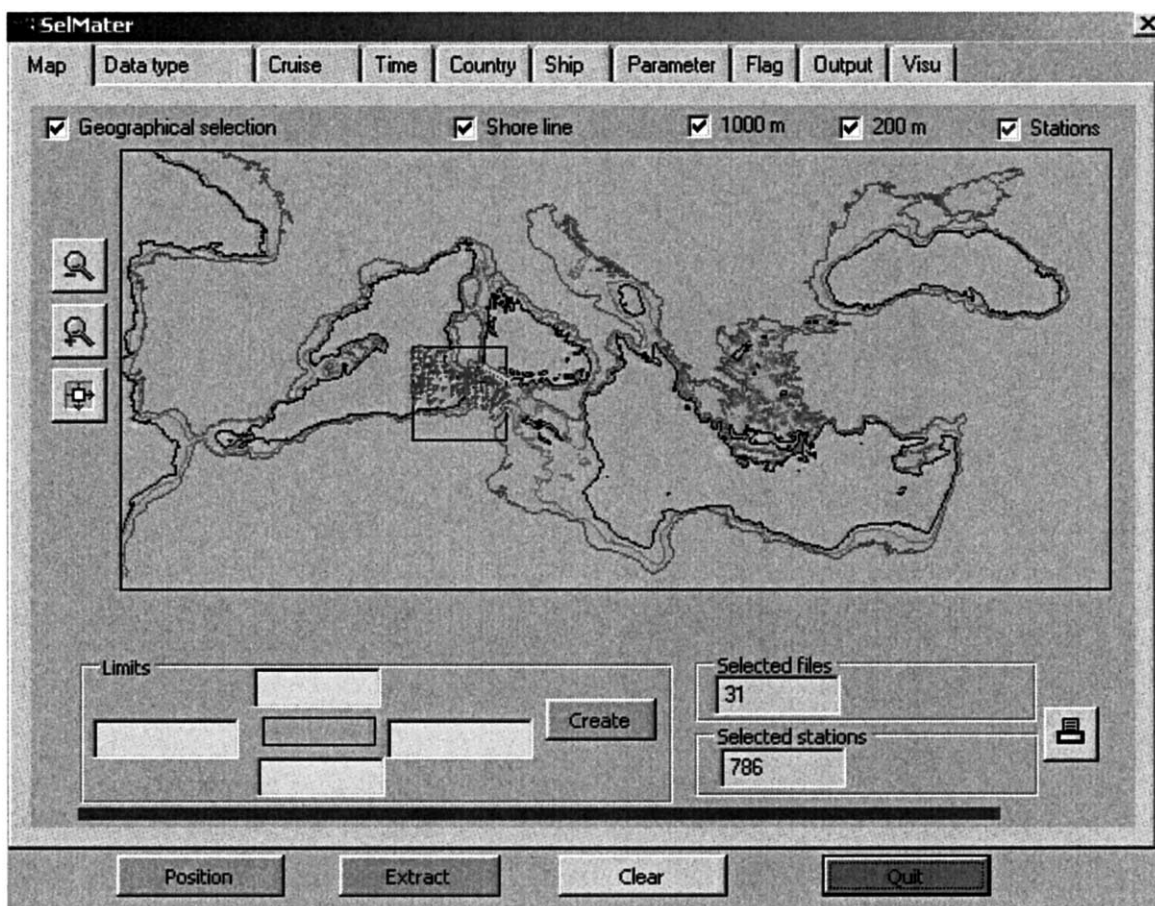 SelMater
Map Data type Cruise Time Country Ship Parameter Flag Output Visu
Geographical selection Shore line 1000 m 200 m Stations
Limits
Create
Selected files
31
Selected stations
786
Position Extract Clear Quit